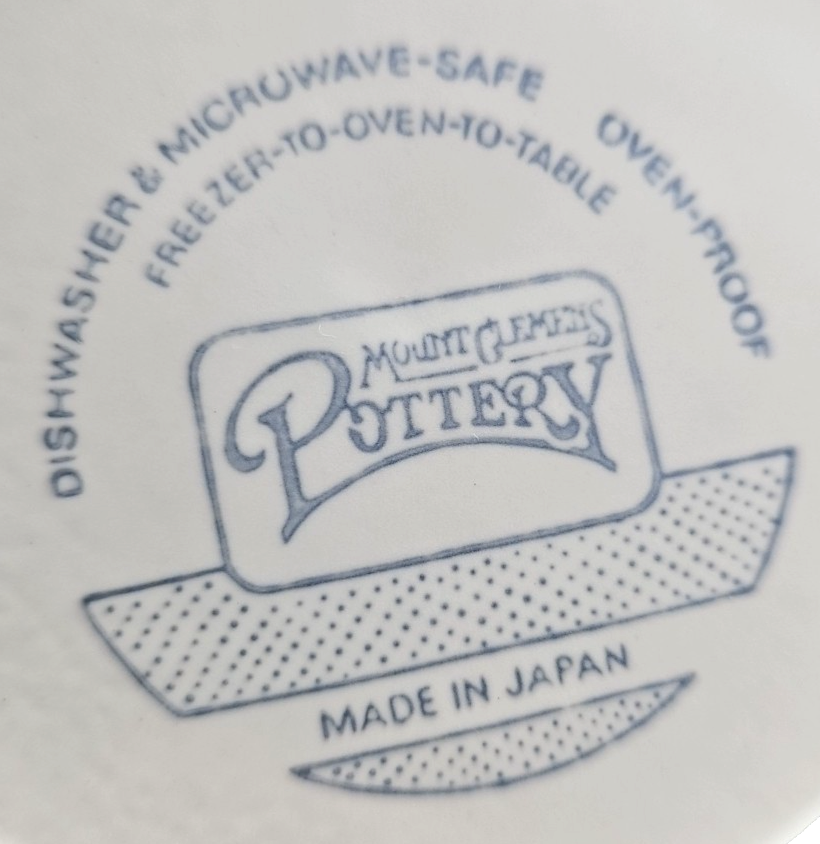 DISHWASHER & MICROWAVE-SAFE OVEN-PROOF
FREEZER-TO-OVEN-TO-TABLE
MOUNT CLEMENS
POTTERY
MADE IN JAPAN